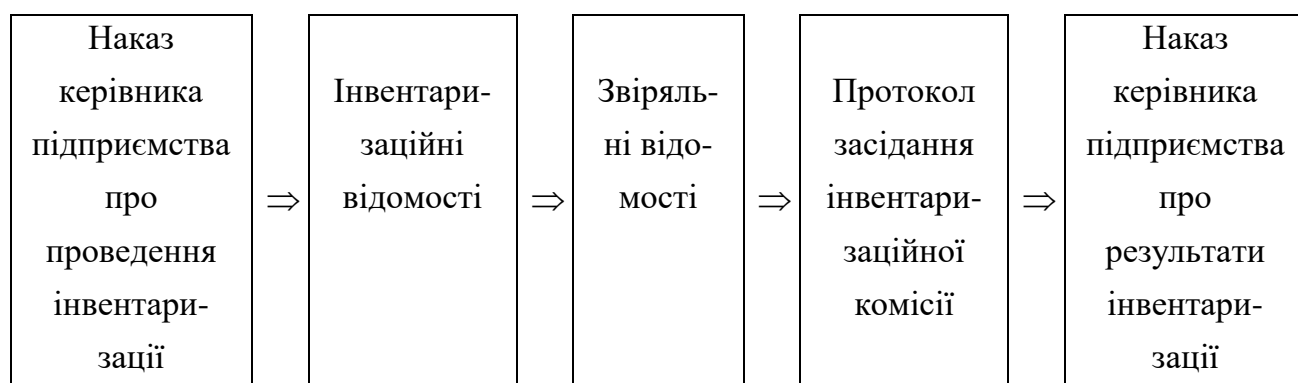 Наказ
керівника
підприємства
про
проведення
інвентари-
зації
⇒
Інвентари-
заційні
відомості
⇒
Звіряль-
ні відо-
мості
⇒
Протокол
засідання
інвентари-
заційної
комісії
⇒
Наказ
керівника
підприємства
про
результати
інвентари-
зації